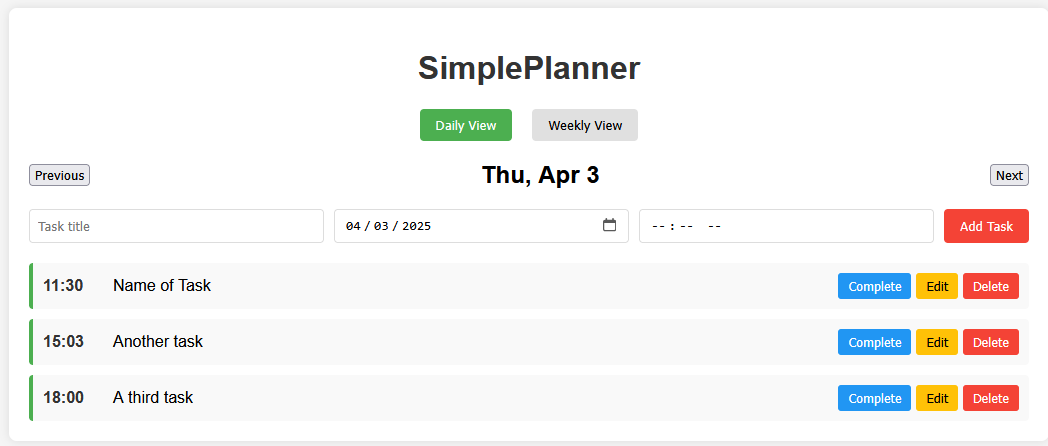 SimplePlanner
Daily View Weekly View
Previous Thu, Apr 3 Next
Task title 04/03/2025 --:-- -- Add Task
11:30 Name of Task Complete Edit Delete
15:03 Another task Complete Edit Delete
18:00 A third task Complete Edit Delete